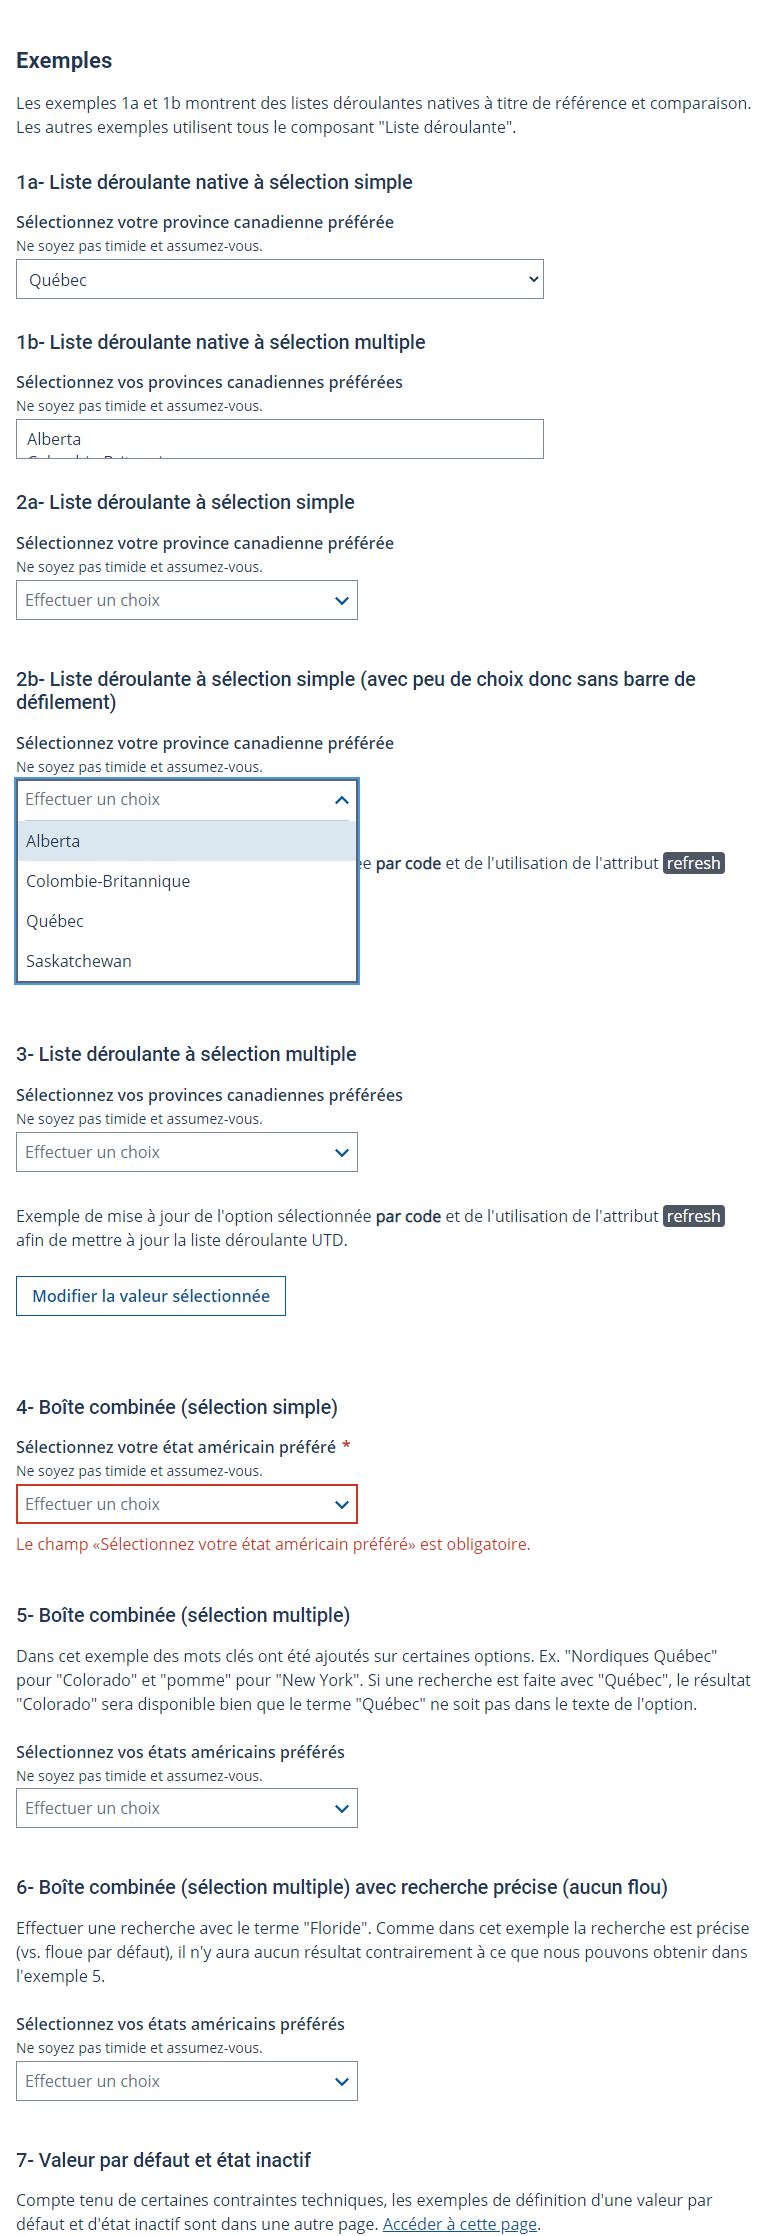 Exemples
Les exemples 1a et 1b montrent des listes déroulantes natives à titre de référence et comparaison.
Les autres exemples utilisent tous le composant "Liste déroulante".
1a- Liste déroulante native à sélection simple
Sélectionnez votre province canadienne préférée
Ne soyez pas timide et assumez-vous.
Québec
1b- Liste déroulante native à sélection multiple
Sélectionnez vos provinces canadiennes préférées
Ne soyez pas timide et assumez-vous.
Alberta
2a- Liste déroulante à sélection simple
Sélectionnez votre province canadienne préférée
Ne soyez pas timide et assumez-vous.
Effectuer un choix
2b- Liste déroulante à sélection simple (avec peu de choix donc sans barre de
défilement)
Sélectionnez votre province canadienne préférée
Ne soyez pas timide et assumez-vous.
Effectuer un choix
Alberta
par code et de l'utilisation de l'attribut refresh
Colombie-Britannique
Québec
Saskatchewan
3- Liste déroulante à sélection multiple
Sélectionnez vos provinces canadiennes préférées
Ne soyez pas timide et assumez-vous.
Effectuer un choix
Exemple de mise à jour de l'option sélectionnée par code et de l'utilisation de l'attribut refresh
afin de mettre à jour la liste déroulante UTD.
Modifier la valeur sélectionnée
4- Boîte combinée (sélection simple)
Sélectionnez votre état américain préféré *
Ne soyez pas timide et assumez-vous.
Effectuer un choix
Le champ «Sélectionnez votre état américain préféré» est obligatoire.
5- Boîte combinée (sélection multiple)
Dans cet exemple des mots clés ont été ajoutés sur certaines options. Ex. "Nordiques Québec"
pour "Colorado" et "pomme" pour "New York". Si une recherche est faite avec "Québec", le résultat
"Colorado" sera disponible bien que le terme "Québec" ne soit pas dans le texte de l'option.
Sélectionnez vos états américains préférés
Ne soyez pas timide et assumez-vous.
Effectuer un choix
6- Boîte combinée (sélection multiple) avec recherche précise (aucun flou)
Effectuer une recherche avec le terme "Floride". Comme dans cet exemple la recherche est précise
(vs. floue par défaut), il n'y aura aucun résultat contrairement à ce que nous pouvons obtenir dans
l'exemple 5.
Sélectionnez vos états américains préférés
Ne soyez pas timide et assumez-vous.
Effectuer un choix
7- Valeur par défaut et état inactif
Compte tenu de certaines contraintes techniques, les exemples de définition d'une valeur par
défaut et d'état inactif sont dans une autre page. Accéder à cette page.